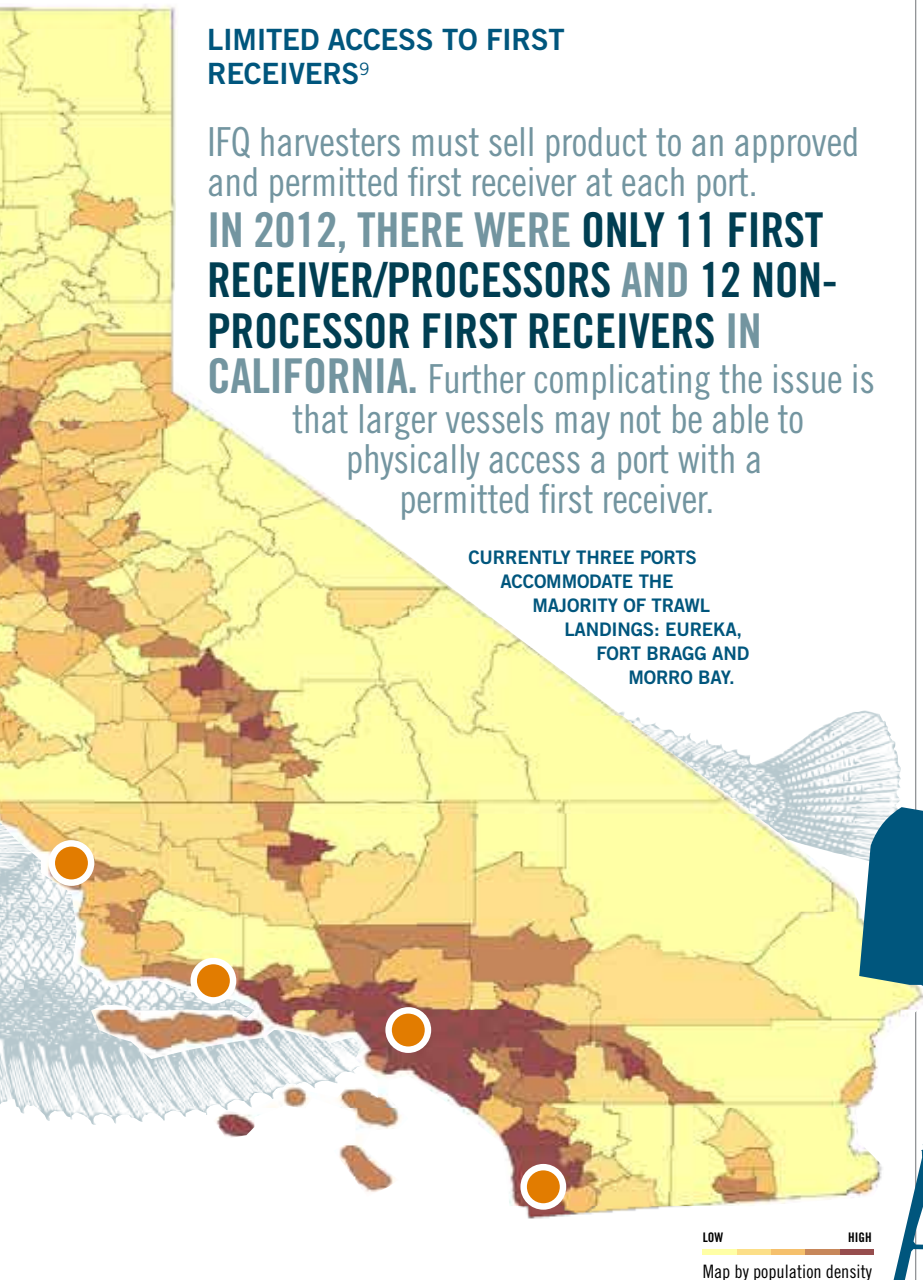 LIMITED ACCESS TO FIRST
RECEIVERS⁹
IFQ harvesters must sell product to an approved
and permitted first receiver at each port.
IN 2012, THERE WERE ONLY 11 FIRST
RECEIVER/PROCESSORS AND 12 NON-
PROCESSOR FIRST RECEIVERS IN
CALIFORNIA. Further complicating the issue is
that larger vessels may not be able to
physically access a port with a
permitted first receiver.
CURRENTLY THREE PORTS
ACCOMMODATE THE
MAJORITY OF TRAWL
LANDINGS: EUREKA,
FORT BRAGG AND
MORRO BAY.
LOW HIGH
Map by population density